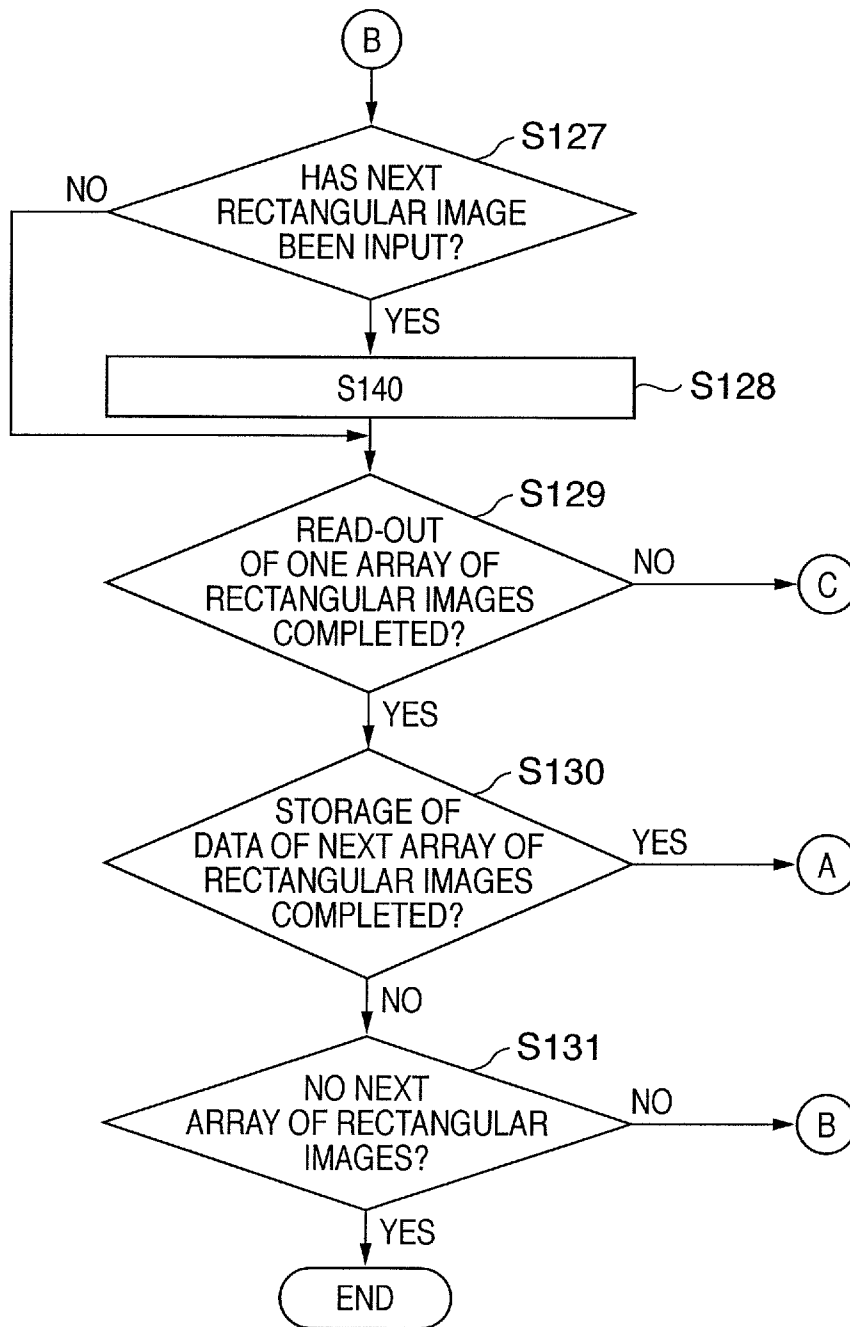 B
S127
NO
HAS NEXT
RECTANGULAR IMAGE
BEEN INPUT?
YES
S140
S128
S129
READ-OUT
OF ONE ARRAY OF
RECTANGULAR IMAGES
COMPLETED?
NO
C
YES
S130
STORAGE OF
DATA OF NEXT ARRAY OF
RECTANGULAR IMAGES
COMPLETED?
YES
A
NO
S131
NO NEXT
ARRAY OF RECTANGULAR
IMAGES?
NO
B
YES
END